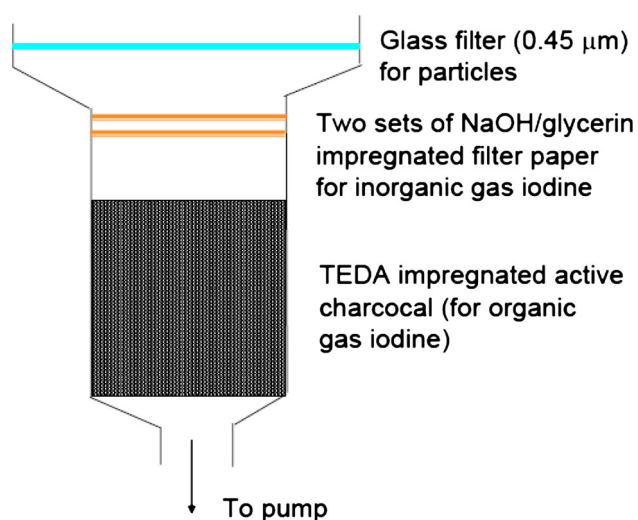 Glass filter (0.45 μm)
for particles
Two sets of NaOH/glycerin
impregnated filter paper
for inorganic gas iodine
TEDA impregnated active
charcocal (for organic
gas iodine)
To pump